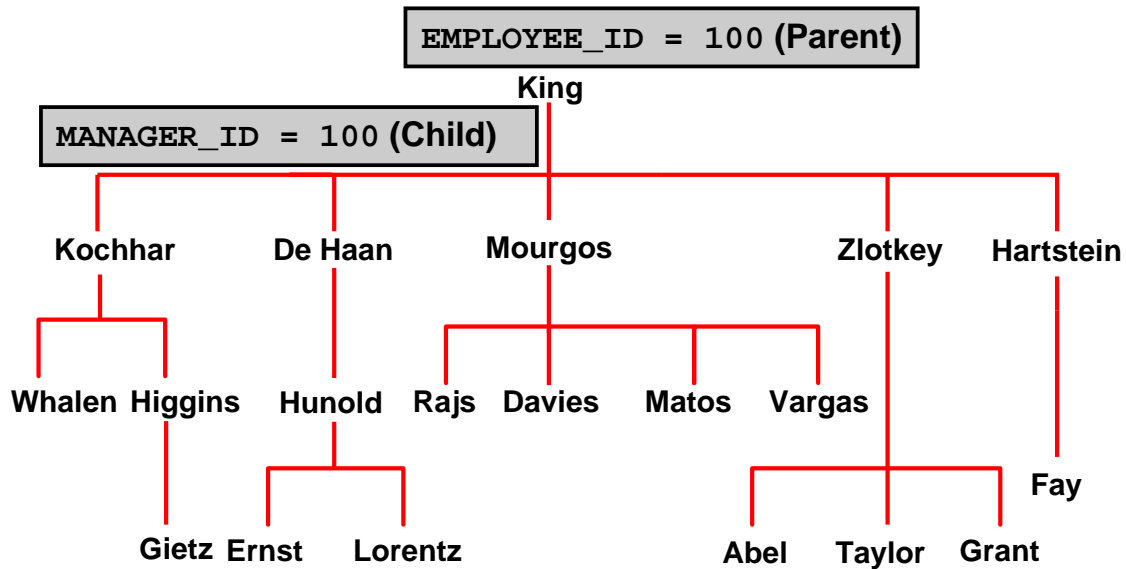 EMPLOYEE_ID = 100 (Parent)
King
MANAGER_ID = 100 (Child)
Kochhar De Haan Mourgos Zlotkey Hartstein
Whalen Higgins Hunold Rajs Davies Matos Vargas
Fay
Gietz Ernst Lorentz Abel Taylor Grant